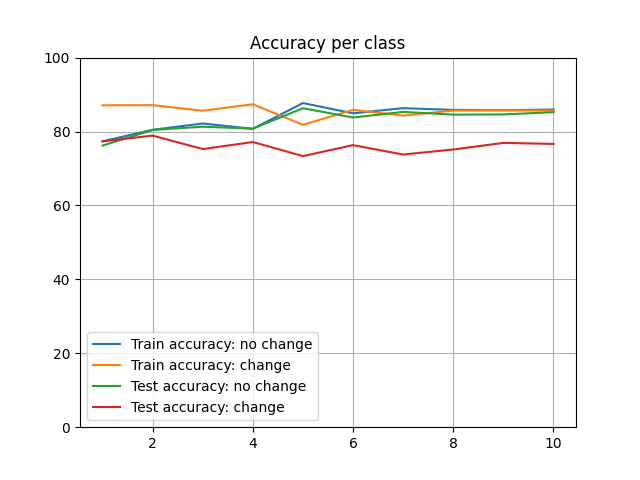 Accuracy per class
100
80
60
40
20
0
Train accuracy: no change
Train accuracy: change
Test accuracy: no change
Test accuracy: change
2 4 6 8 10